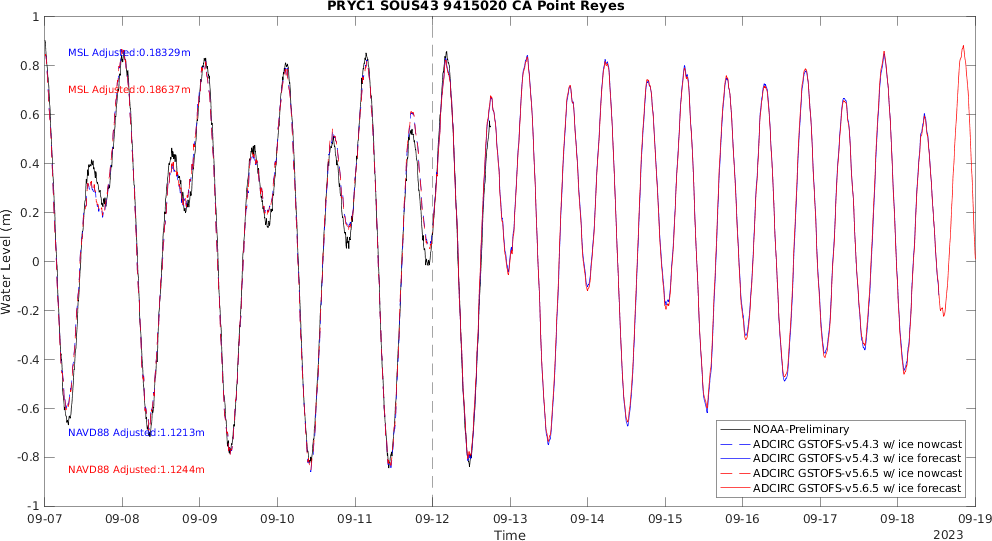 PRYC1 SOUS43 9415020 CA Point Reyes
1
0.8
0.6
0.4
0.2
0
-0.2
-0.4
-0.6
-0.8
-1
Water Level (m)
MSL Adjusted:0.18329m
MSL Adjusted:0.18637m
NAVD88 Adjusted:1.1213m
NAVD88 Adjusted:1.1244m
NOAA-Preliminary
ADCIRC GSTOFS-v5.4.3 w/ ice nowcast
ADCIRC GSTOFS-v5.4.3 w/ ice forecast
ADCIRC GSTOFS-v5.6.5 w/ ice nowcast
ADCIRC GSTOFS-v5.6.5 w/ ice forecast
09-07 09-08 09-09 09-10 09-11 09-12 09-13 09-14 09-15 09-16 09-17 09-18 09-19
Time
2023